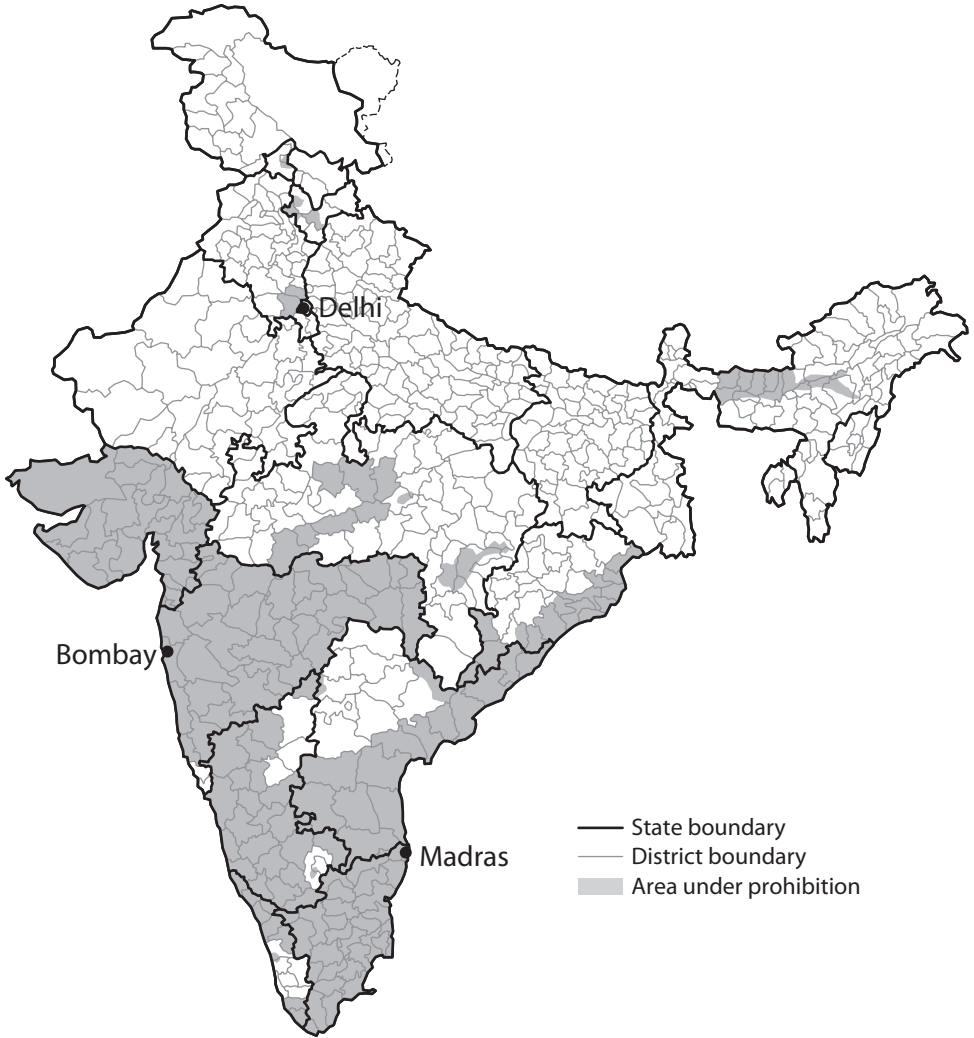 Delhi
Bombay
Madras
State boundary
District boundary
Area under prohibition